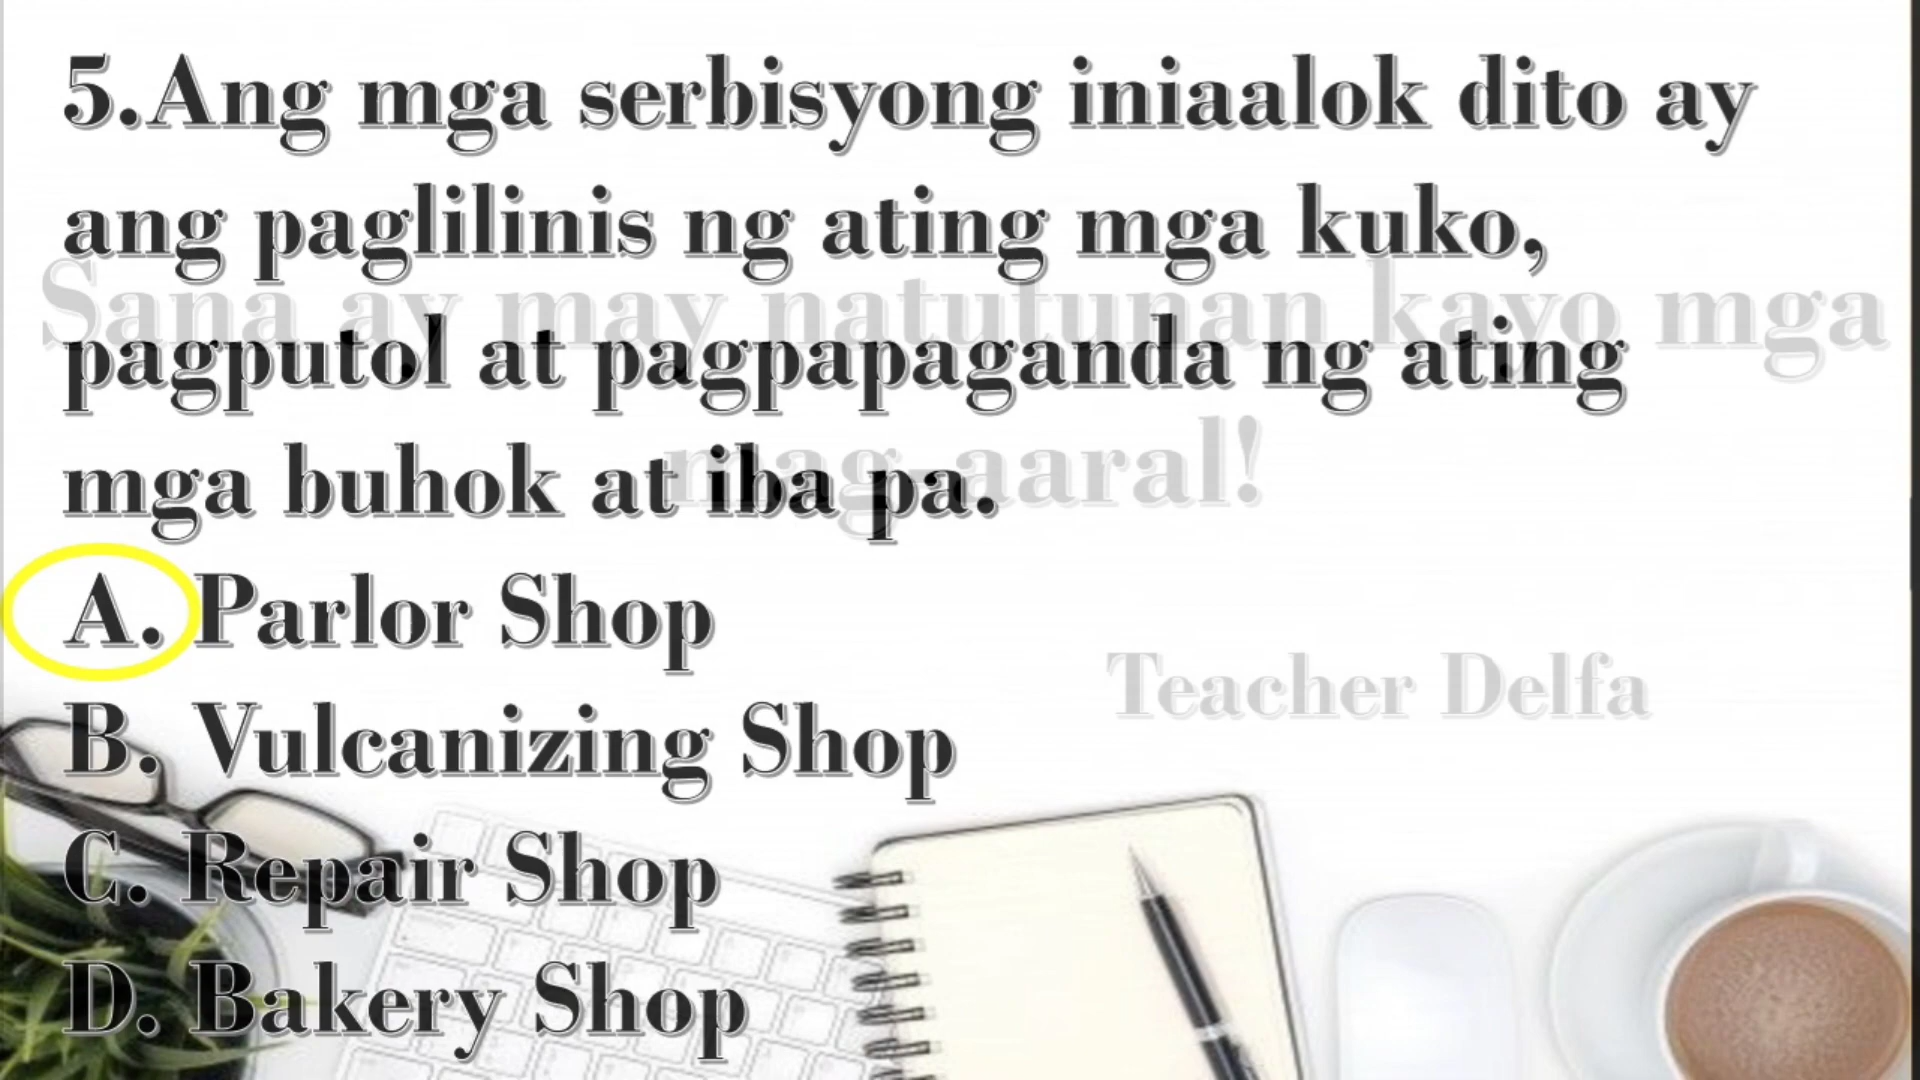 5.Ang mga serbisyong iniaalok dito ay
ang paglilinis ng ating mga kuko,
Sana ay may natutunan kayo mga
pagputol at pagpapaganda ng ating
mag-aaral!
mga buhok at iba pa.
A. Parlor Shop
Teacher Delfa
B. Vulcanizing Shop
C. Repair Shop
D. Bakery Shop